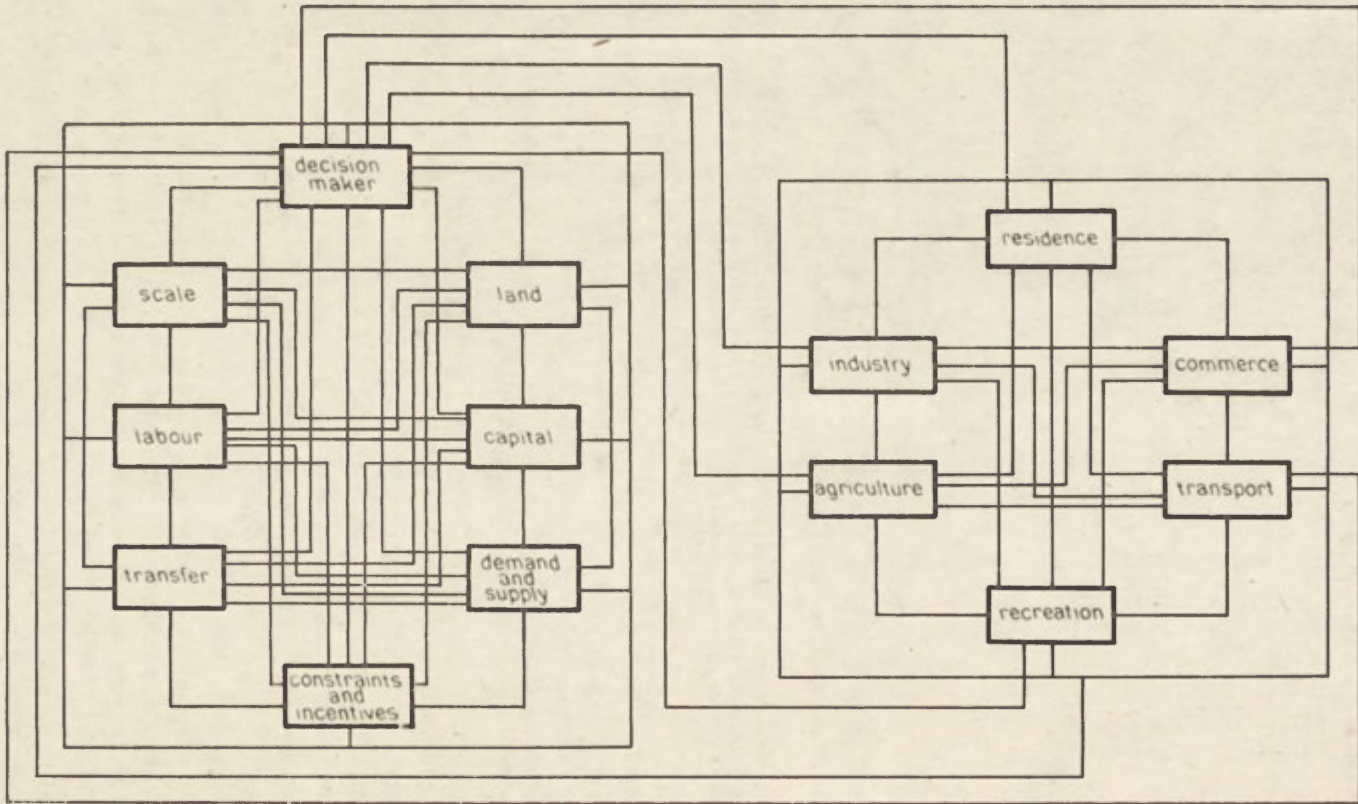 decision
maker
scale
land
labour
capital
transfer
demand
and
supply
constraints
and
incentives
residence
industry
commerce
agriculture
transport
recreation